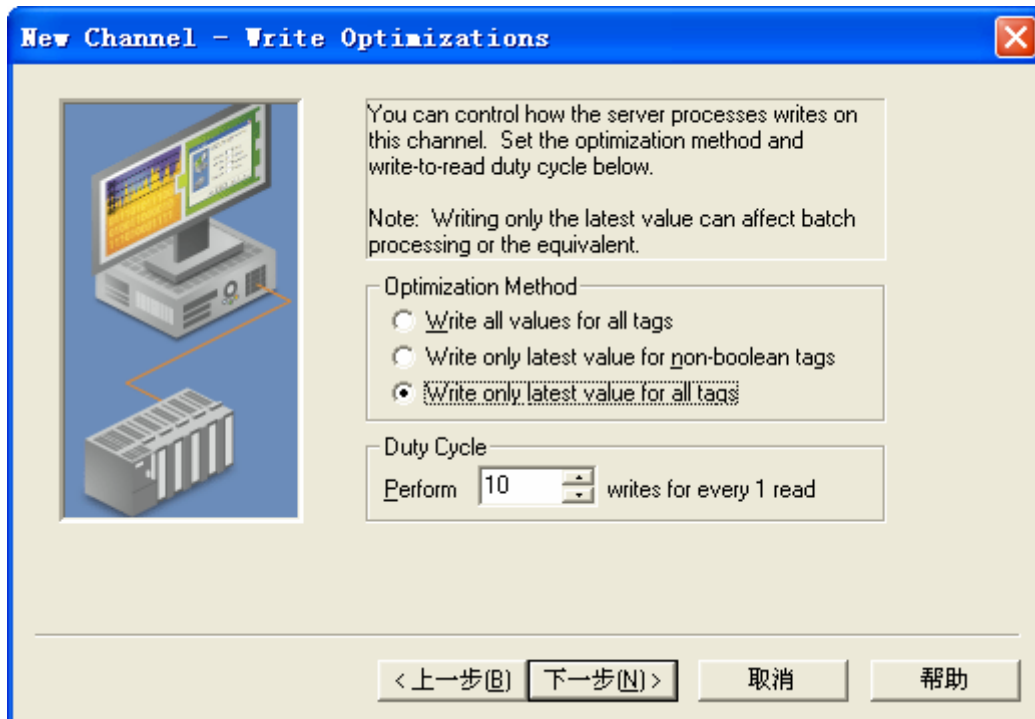 New Channel - Write Optimizations
You can control how the server processes writes on
this channel. Set the optimization method and
write-to-read duty cycle below.
Note: Writing only the latest value can affect batch
processing or the equivalent.
Optimization Method
Write all values for all tags
Write only latest value for non-boolean tags
Write only latest value for all tags
Duty Cycle
Perform 10 writes for every 1 read
<上一步(B) 下一步(N)> 取消 帮助